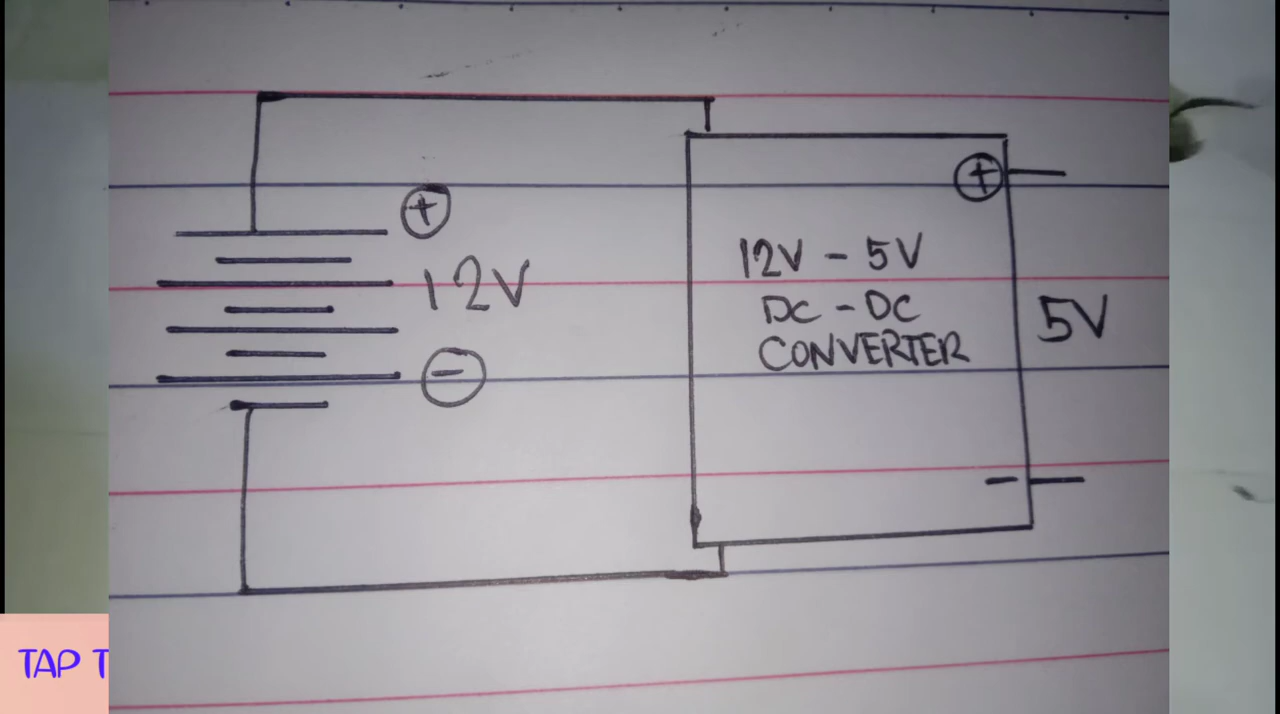 +
12V
−
12V - 5V
DC - DC
CONVERTER
+
5V
−
TAP T